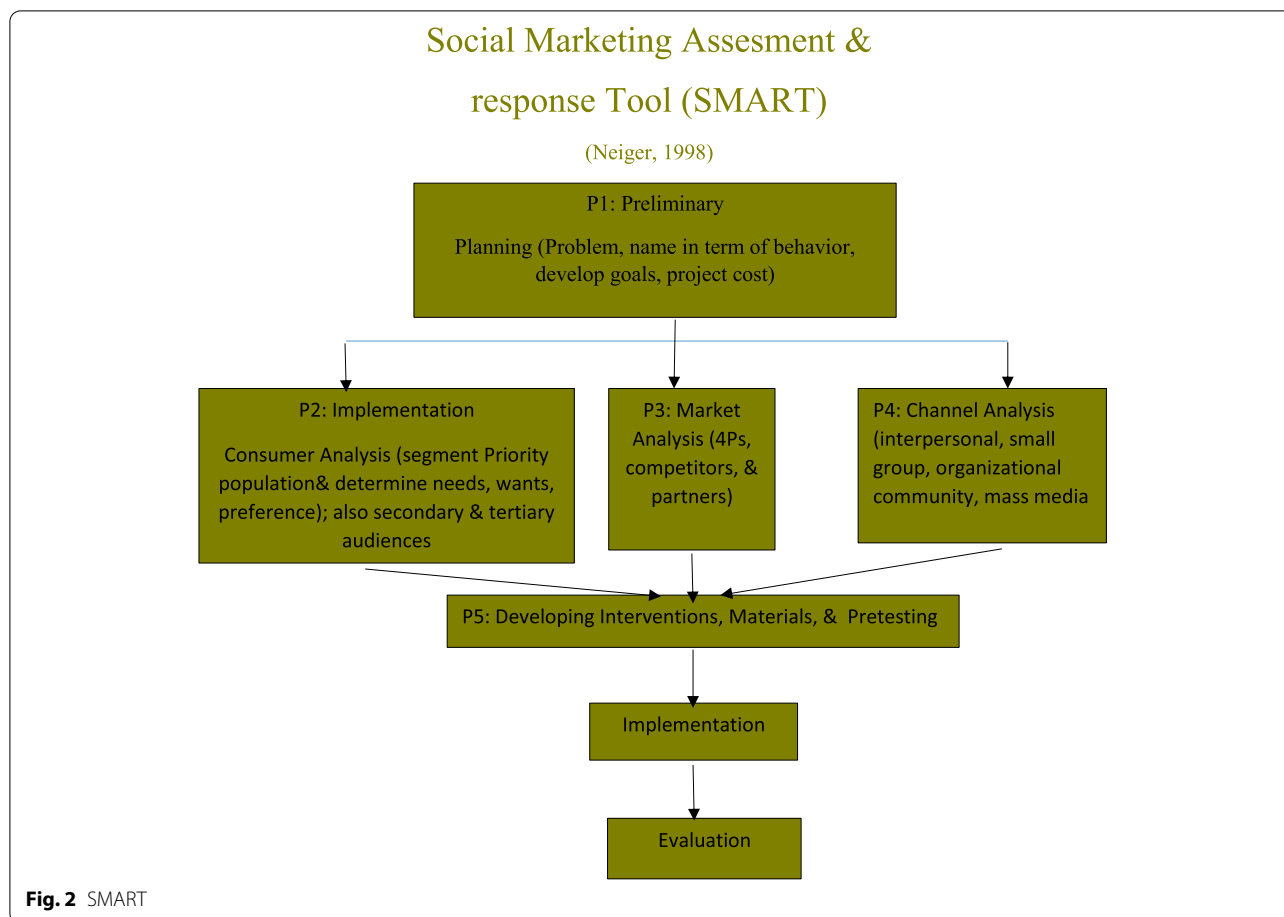 Social Marketing Assesment &
response Tool (SMART)
(Neiger, 1998)
P1: Preliminary
Planning (Problem, name in term of behavior,
develop goals, project cost)
P2: Implementation
Consumer Analysis (segment Priority
population& determine needs, wants,
preference); also secondary & tertiary
audiences
P3: Market
Analysis (4Ps,
competitors, &
partners)
P4: Channel Analysis
(interpersonal, small
group, organizational
community, mass media
P5: Developing Interventions, Materials, & Pretesting
Implementation
Evaluation
Fig. 2 SMART